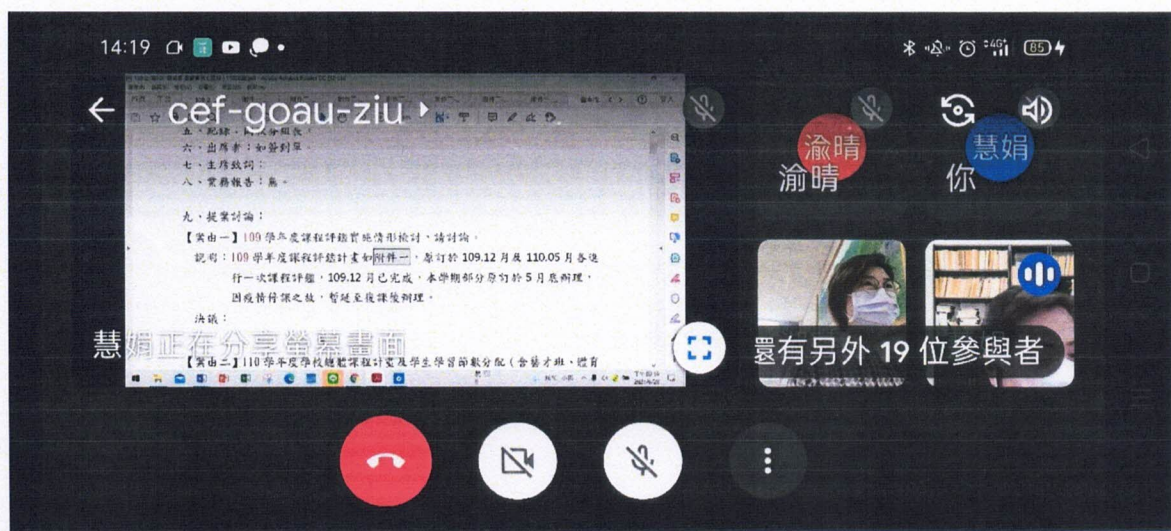 14:19
85
cef-goau-ziu
六、出席者：如簽到單
七、主席致詞：
八、業務報告：無。
九、提案討論：
【案由一】109 學年度課程評鑑實施情形檢討，請討論。
說明：109 學年度課程評鑑計畫如附件一，原訂於 109.12 月及 110.05 月各進
行一次課程評鑑，109.12 月已完成，本學期部分原訂於 5 月底辦理，
因疫情停課之故，暫延至復課後辦理。
決議：
【案由二】110 學年度學校總體課程計畫及學生學習節數分配（含藝才班、體育
慧娟正在分享螢幕畫面
渝晴
渝晴
慧娟
你
還有另外 19 位參與者